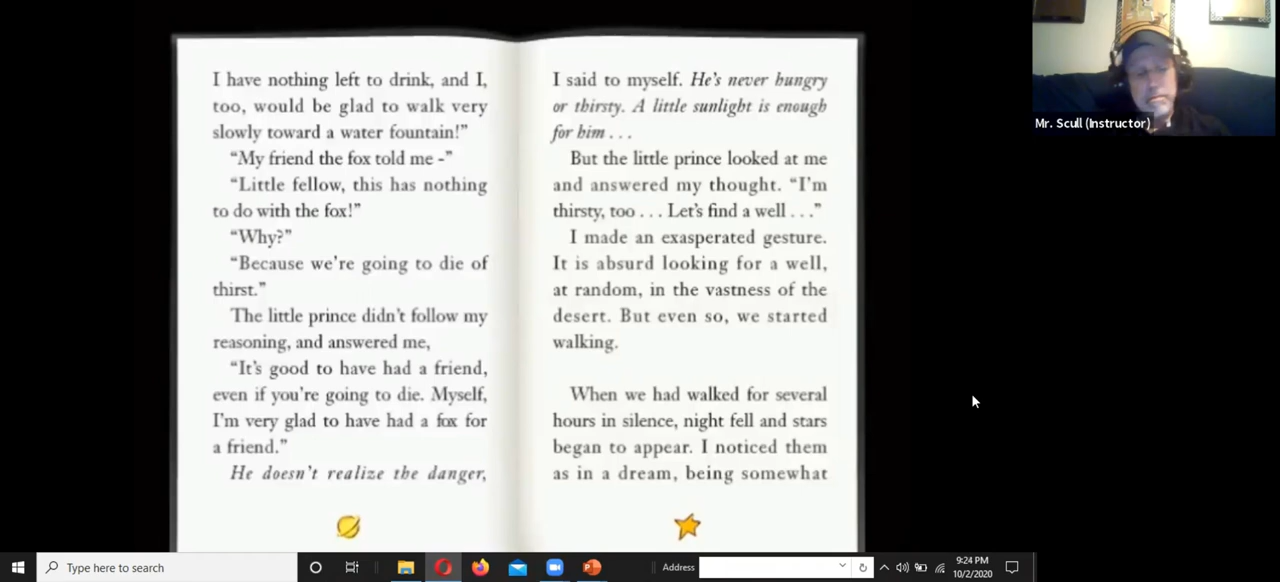 I have nothing left to drink, and I,
too, would be glad to walk very
slowly toward a water fountain!”
“My friend the fox told me -”
“Little fellow, this has nothing
to do with the fox!”
“Why?”
“Because we’re going to die of
thirst.”
The little prince didn’t follow my
reasoning, and answered me,
“It’s good to have had a friend,
even if you’re going to die. Myself,
I’m very glad to have had a fox for
a friend.”
He doesn’t realize the danger,
I said to myself. He’s never hungry
or thirsty. A little sunlight is enough
for him . . .
But the little prince looked at me
and answered my thought. “I’m
thirsty, too . . . Let’s find a well . . .”
I made an exasperated gesture.
It is absurd looking for a well,
at random, in the vastness of the
desert. But even so, we started
walking.
When we had walked for several
hours in silence, night fell and stars
began to appear. I noticed them
as in a dream, being somewhat
Mr. Scull (Instructor)
Type here to search
Address
9:24 PM
10/2/2020